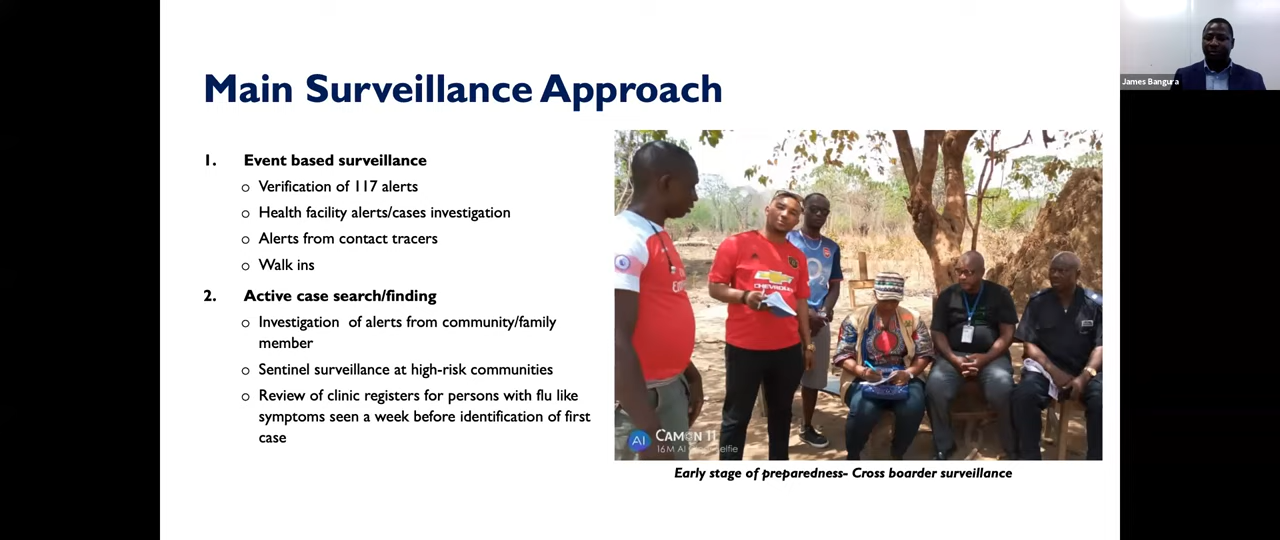 Main Surveillance Approach
James Bangura
1. Event based surveillance
o Verification of 117 alerts
o Health facility alerts/cases investigation
o Alerts from contact tracers
o Walk ins
2. Active case search/finding
o Investigation of alerts from community/family
member
o Sentinel surveillance at high-risk communities
o Review of clinic registers for persons with flu like
symptoms seen a week before identification of first
case
CHEVROLET
O2
AI CAMON 11
16M AI
Early stage of preparedness- Cross boarder surveillance